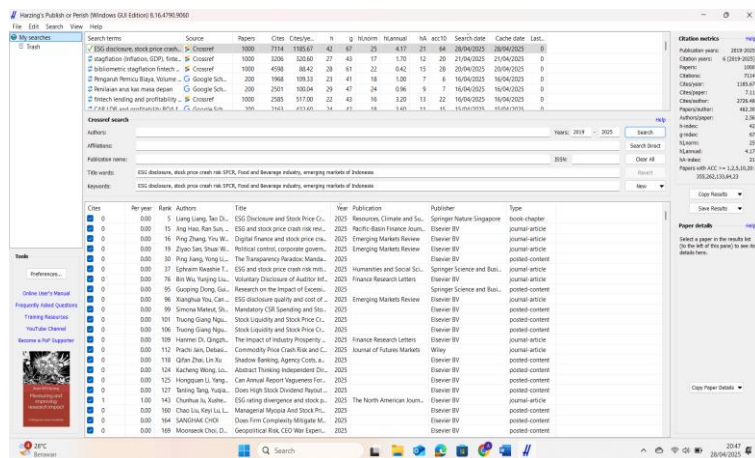 Harzing's Publish or Perish (Windows GUI Edition) 8.16.4790.9060
File Edit Search View Help
My searches
Trash
Search terms Source Papers Cites Cites/ye... h g hI,norm hI,annual hA acc10 Search date Cache date Last...
ESG disclosure, stock price crash... Crossref 1000 7114 1185.67 42 67 25 4.17 21 64 28/04/2025 28/04/2025 0
stagflation (Inflation, GDP), finte... Crossref 1000 3206 320.60 27 43 17 1.70 12 20 21/04/2025 21/04/2025 0
bibliometric stagflation fintech ... Crossref 1000 4598 88.42 28 61 22 0.42 15 28 20/04/2025 20/04/2025 0
Pengaruh Pemicu Biaya, Volume ... Google Sch... 200 1968 109.33 23 41 18 1.00 7 6 16/04/2025 16/04/2025 0
Penilaian arus kas masa depan Google Sch... 200 2501 100.04 29 47 24 0.96 9 7 16/04/2025 16/04/2025 0
fintech lending and profitability ... Crossref 1000 2585 517.00 22 43 16 3.20 13 22 16/04/2025 16/04/2025 0
Crossref search
Help
Authors:
Years: 2019 - 2025
Search
Affiliations:
Search Direct
Publication name:
ISSN:
Clear All
Title words: ESG disclosure, stock price crash risk SPCR, Food and Beverage industry, emerging markets of Indonesia
Revert
Keywords: ESG disclosure, stock price crash risk SPCR, Food and Beverage industry, emerging markets of Indonesia
New
Cites Per year Rank Authors Title Year Publication Publisher Type
0 0.00 5 Liang Liang, Tao Di... ESG Disclosure and Stock Price Cr... 2025 Resources, Climate and Su... Springer Nature Singapore book-chapter
0 0.00 15 Jing Hao, Ran Sun, ... ESG and stock price crash risk revi... 2025 Pacific-Basin Finance Journ... Elsevier BV journal-article
0 0.00 16 Ping Zhang, Yiru W... Digital finance and stock price cra... 2025 Emerging Markets Review Elsevier BV journal-article
0 0.00 19 Ziyao San, Shuai W... Political control, corporate govern... 2025 Emerging Markets Review Elsevier BV journal-article
0 0.00 30 Ping Jiang, Yong Li... The Transparency Paradox: Manda... 2025 Elsevier BV posted-content
0 0.00 37 Ephraim Kwashie T... ESG and stock price crash risk miti... 2025 Humanities and Social Sci... Springer Science and Busi... journal-article
0 0.00 76 Bin Wu, Yunjing Liu... Voluntary Disclosure of Auditor Inf... 2025 Finance Research Letters Elsevier BV journal-article
0 0.00 95 Guoping Dong, Gui... Research on the Impact of Excessi... 2025 Springer Science and Busi... posted-content
0 0.00 96 Xianghua You, Can ... ESG disclosure quality and cost of ... 2025 Emerging Markets Review Elsevier BV journal-article
0 0.00 99 Simona Mateut, Sh... Mandatory CSR Spending and Sto... 2025 Elsevier BV posted-content
0 0.00 101 Truong Giang Ngu... Stock Liquidity and Stock Price Cr... 2025 Elsevier BV posted-content
0 0.00 106 Truong Giang Ngu... Stock Liquidity and Stock Price Cr... 2025 Elsevier BV posted-content
0 0.00 109 Hanmei Di, Qingzh... The Impact of Industry Prosperity ... 2025 Finance Research Letters Elsevier BV journal-article
0 0.00 112 Prachi Jain, Debasi... Commodity Price Crash Risk and C... 2025 Journal of Futures Markets Wiley journal-article
0 0.00 118 Qifan Zhai, Lin Xu Shadow Banking, Agency Costs, a... 2025 Elsevier BV posted-content
0 0.00 124 Kacheng Wong, Lo... Abstract Thinking Independent Dir... 2025 Elsevier BV posted-content
0 0.00 125 Hongquan Li, Yang... Can Annual Report Vagueness For... 2025 Elsevier BV posted-content
0 0.00 127 Tanling Tang, Yuqia... Does High Stock Dividend Payout ... 2025 Elsevier BV posted-content
1 1.00 143 Chunhua Ju, Xushe... ESG rating divergence and stock p... 2025 The North American Journ... Elsevier BV journal-article
0 0.00 160 Chao Liu, Keyi Lu, L... Managerial Myopia And Stock Pri... 2025 Elsevier BV posted-content
0 0.00 164 SANGHAK CHOI Does Firm Complexity Mitigate M... 2025 Elsevier BV posted-content
0 0.00 169 Moonseok Choi, D... Geopolitical Risk, CEO War Experi... 2025 Elsevier BV posted-content
Tools
Preferences...
Online User's Manual
Frequently Asked Questions
Training Resources
YouTube Channel
Become a PoP Supporter
Measuring and improving research impact
Citation metrics Help
Publication years: 2019-2025
Citation years: 6 (2019-2025)
Papers: 1000
Citations: 7114
Cites/year: 1185.67
Cites/paper: 7.11
Cites/author: 2726.48
Papers/author: 462.30
Authors/paper: 2.56
h-index: 42
g-index: 67
hI,norm: 25
hI,annual: 4.17
hA-index: 21
Papers with ACC >= 1,2,5,10,20:
Copy Results
Save Results
Paper details Help
Select a paper in the results list
(to the left of this pane) to see its
details here.
Copy Paper Details
28°C
Berawan
Search
20:47
28/04/2025